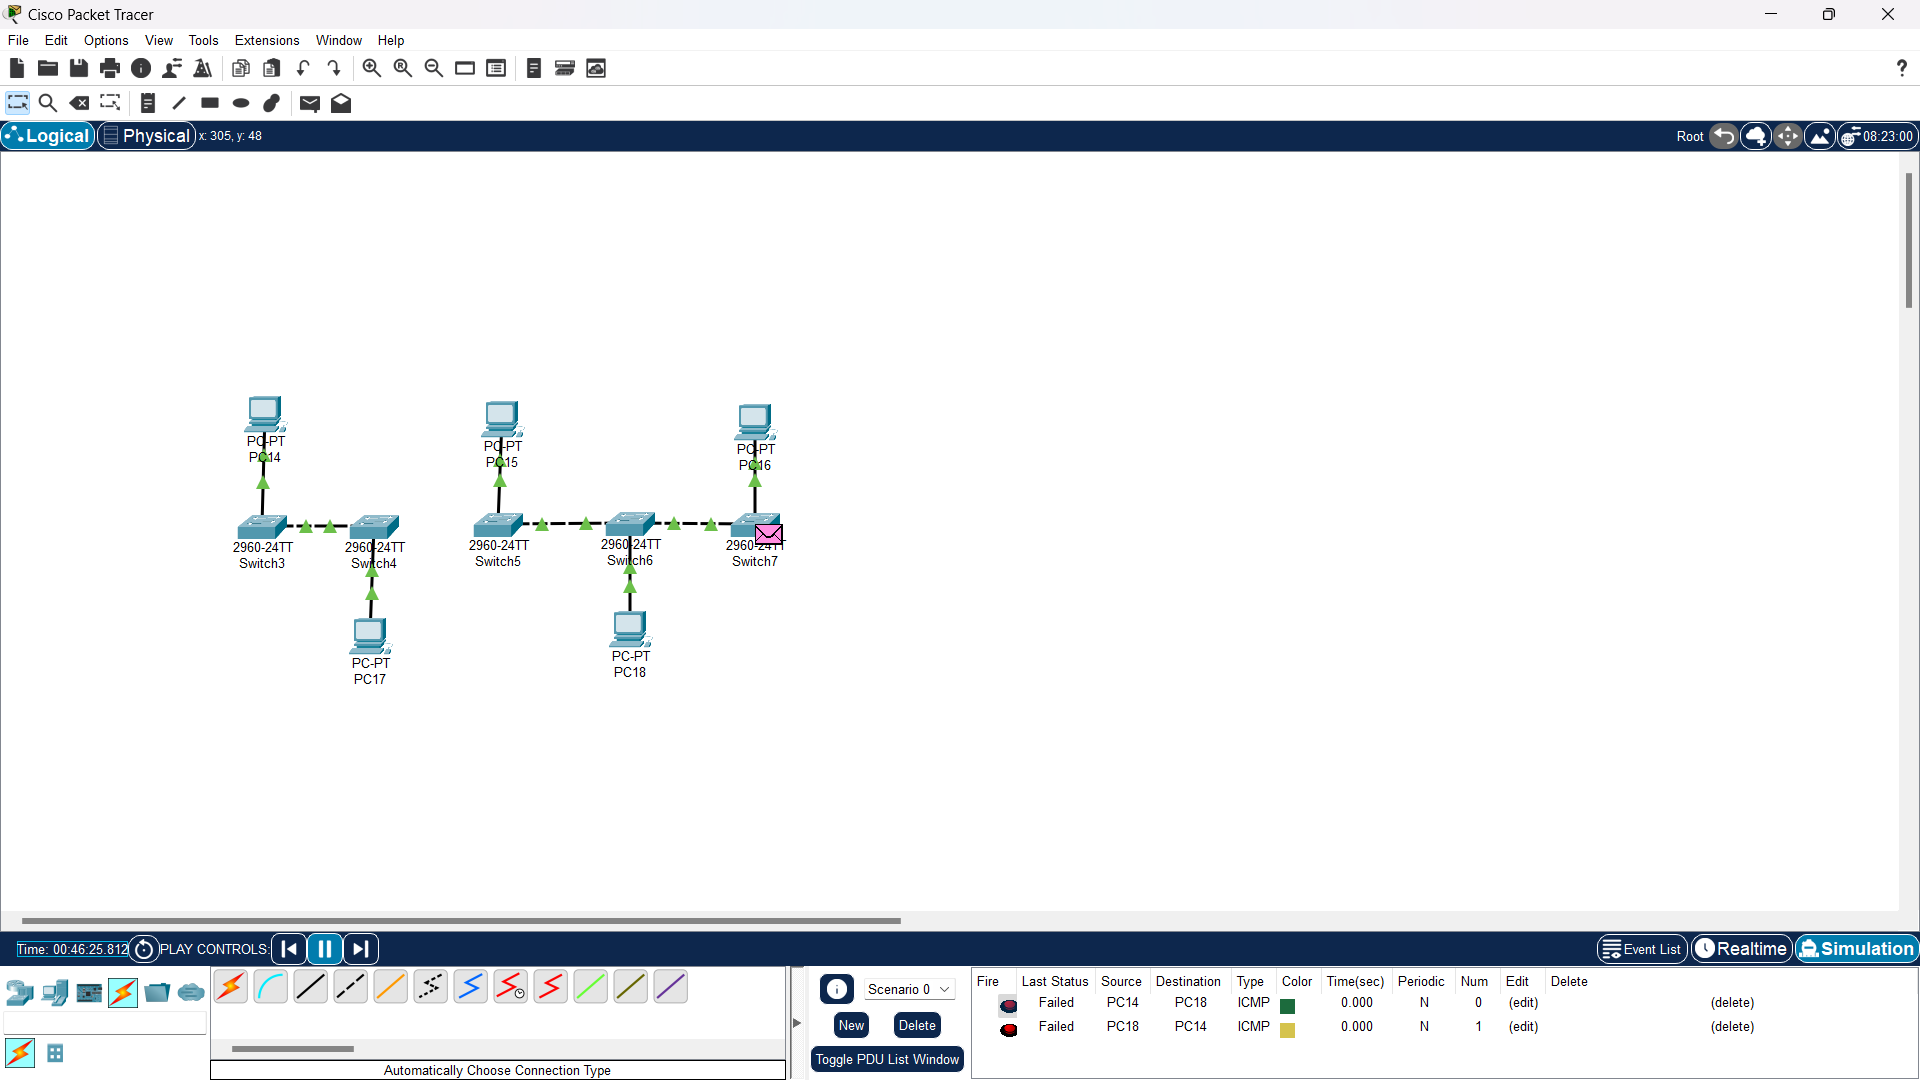 Cisco Packet Tracer
File Edit Options View Tools Extensions Window Help
Logical Physical x: 305, y: 48 Root 08:23:00
PC-PT
PC14
PC-PT
PC15
PC-PT
PC16
2960-24TT
Switch3
2960-24TT
Switch4
2960-24TT
Switch5
2960-24TT
Switch6
2960-24TT
Switch7
PC-PT
PC17
PC-PT
PC18
Time: 00:46:25.812 PLAY CONTROLS: Event List Realtime Simulation
Scenario 0
New Delete
Toggle PDU List Window
Fire Last Status Source Destination Type Color Time(sec) Periodic Num Edit Delete
Failed PC14 PC18 ICMP 0.000 N 0 (edit) (delete)
Failed PC18 PC14 ICMP 0.000 N 1 (edit) (delete)
Automatically Choose Connection Type